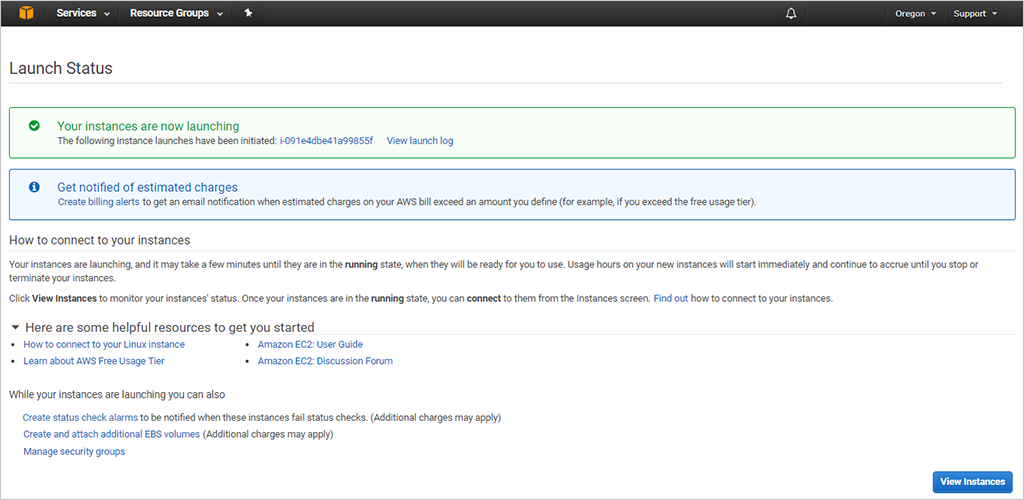 Services Resource Groups Oregon Support
Launch Status
Your instances are now launching
The following instance launches have been initiated: i-091e4dbe41a99855f View launch log
Get notified of estimated charges
Create billing alerts to get an email notification when estimated charges on your AWS bill exceed an amount you define (for example, if you exceed the free usage tier).
How to connect to your instances
Your instances are launching, and it may take a few minutes until they are in the running state, when they will be ready for you to use. Usage hours on your new instances will start immediately and continue to accrue until you stop or
terminate your instances.
Click View Instances to monitor your instances' status. Once your instances are in the running state, you can connect to them from the Instances screen. Find out how to connect to your instances.
Here are some helpful resources to get you started
• How to connect to your Linux instance • Amazon EC2: User Guide
• Learn about AWS Free Usage Tier • Amazon EC2: Discussion Forum
While your instances are launching you can also
Create status check alarms to be notified when these instances fail status checks. (Additional charges may apply)
Create and attach additional EBS volumes (Additional charges may apply)
Manage security groups
View Instances